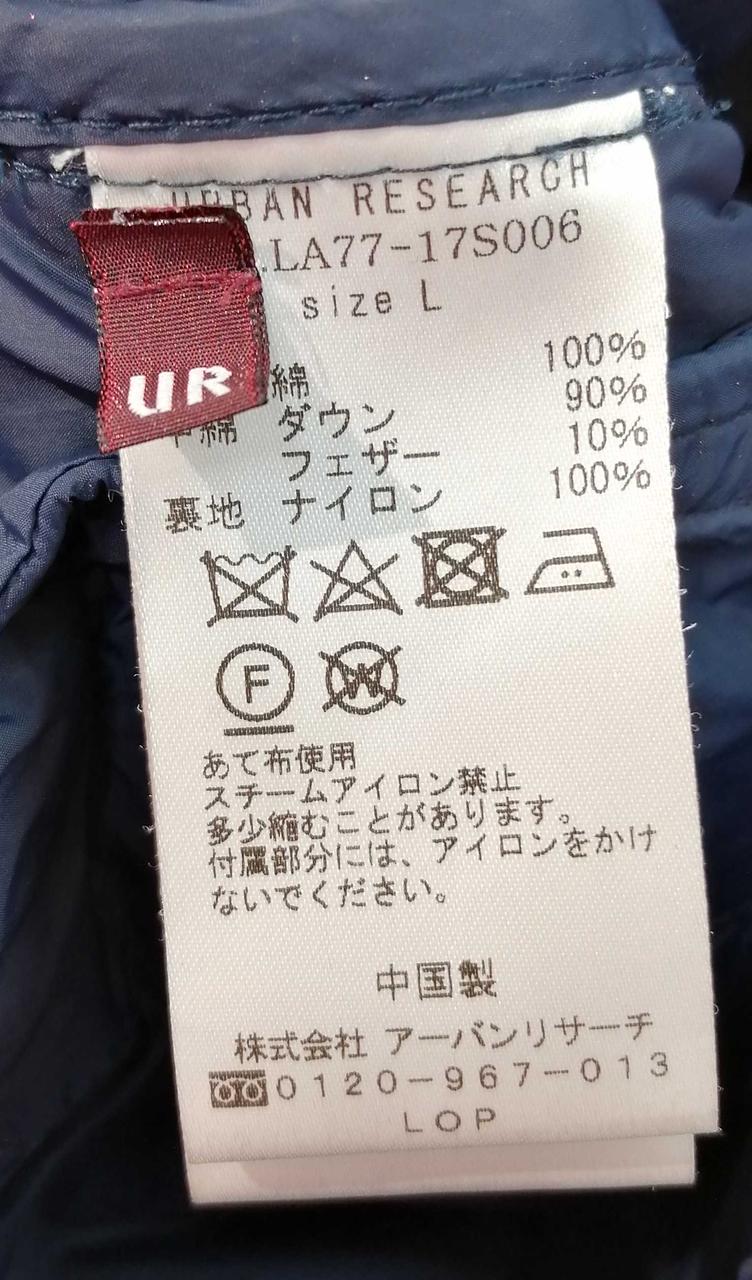 URBAN RESEARCH
.LA77-17S006
size L
UR
綿 100%
中綿 ダウン 90%
フェザー 10%
裏地 ナイロン 100%
F
W
あて布使用
スチームアイロン禁止
多少縮むことがあります。
付属部分には、アイロンをかけ
ないでください。
中国製
株式会社 アーバンリサーチ
0120-967-013
LOP